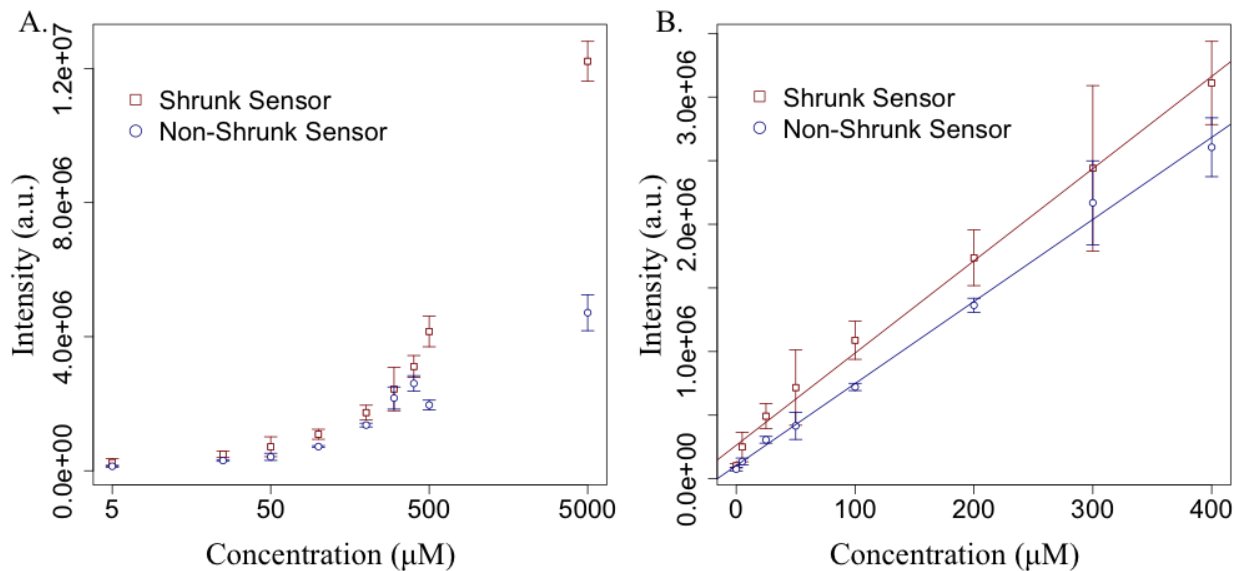 A.
Intensity (a.u.)
0.0e+00
4.0e+06
8.0e+06
1.2e+07
Shrunk Sensor
Non-Shrunk Sensor
5
50
500
5000
Concentration (μM)
B.
Intensity (a.u.)
0.0e+00
1.0e+06
2.0e+06
3.0e+06
Shrunk Sensor
Non-Shrunk Sensor
0
100
200
300
400
Concentration (μM)